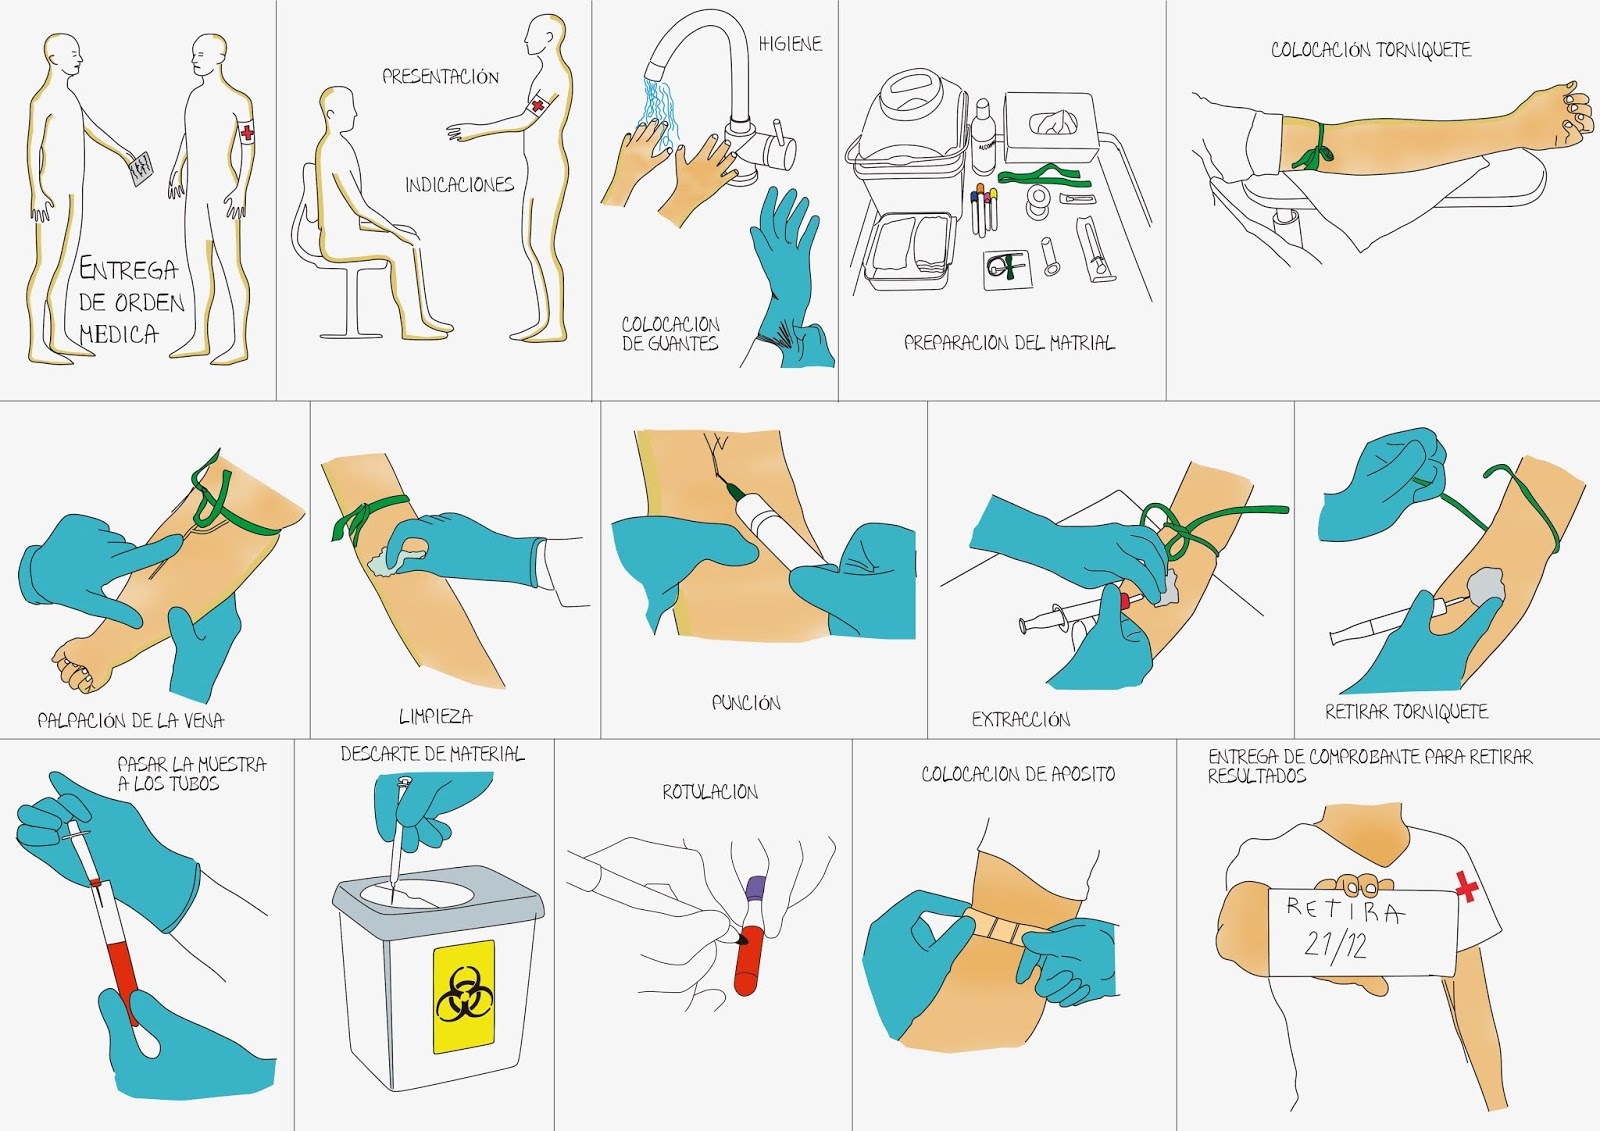 ENTREGA
DE ORDEN
MEDICA
PRESENTACIÓN
INDICACIONES
HIGIENE
COLOCACION
DE GUANTES
ALCOHOL
PREPARACION DEL MATRIAL
COLOCACIÓN TORNIQUETE
PALPACIÓN DE LA VENA
LIMPIEZA
PUNCIÓN
EXTRACCIÓN
RETIRAR TORNIQUETE
PASAR LA MUESTRA
A LOS TUBOS
DESCARTE DE MATERIAL
ROTULACION
COLOCACION DE APOSITO
ENTREGA DE COMPROBANTE PARA RETIRAR
RESULTADOS
RETIRA
21/12